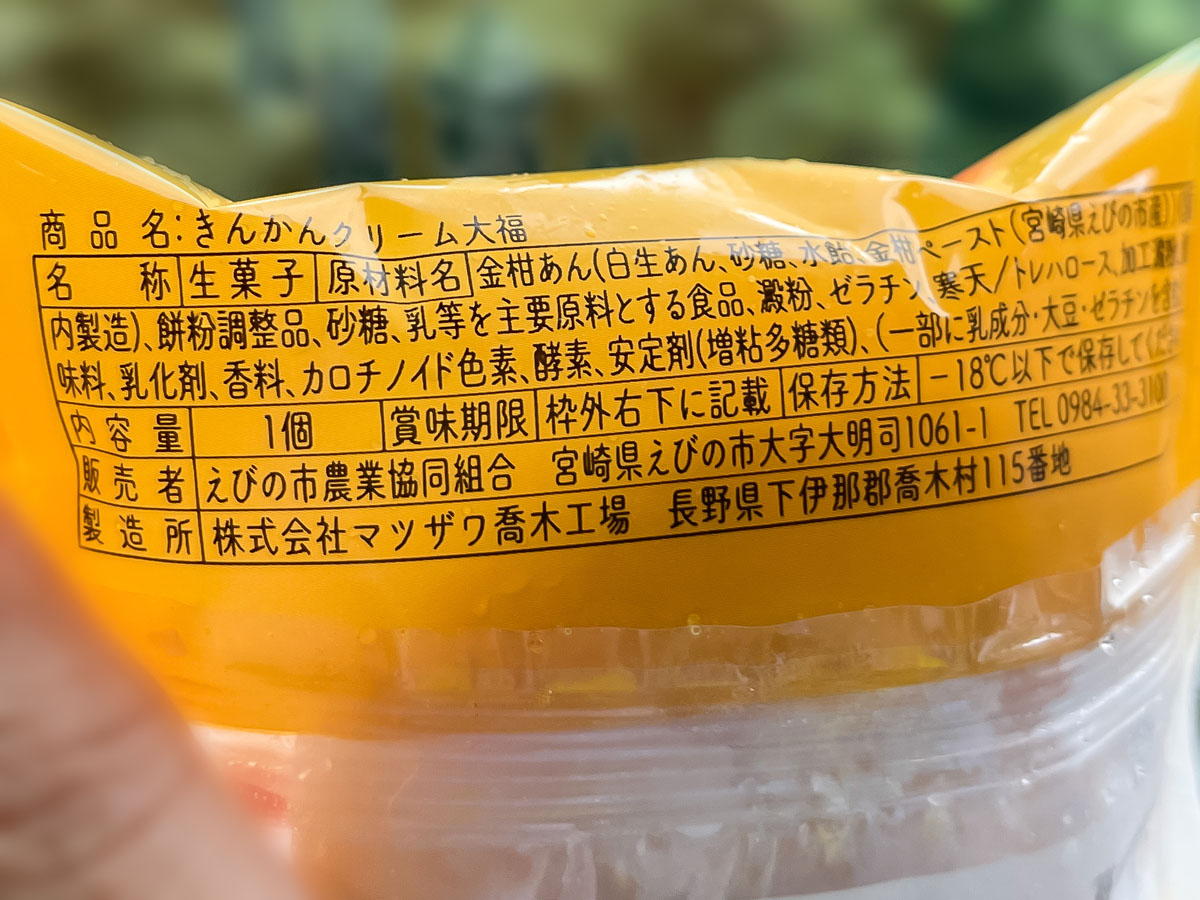 商品名:きんかんクリーム大福
名称 生菓子 原材料名 金柑あん(白生あん、砂糖、水飴、金柑ペースト(宮崎県えびの市産)
内製造)、餅粉調整品、砂糖、乳等を主要原料とする食品、澱粉、ゼラチン、寒天/トレハロース、加工澱粉
味料、乳化剤、香料、カロチノイド色素、酵素、安定剤(増粘多糖類)、(一部に乳成分・大豆・ゼラチンを含
内容量 1個 賞味期限 枠外右下に記載 保存方法 -18℃以下で保存してくだ
販売者 えびの市農業協同組合 宮崎県えびの市大字大明司1061-1 TEL 0984-33-3100
製造所 株式会社マツザワ喬木工場 長野県下伊那郡喬木村115番地